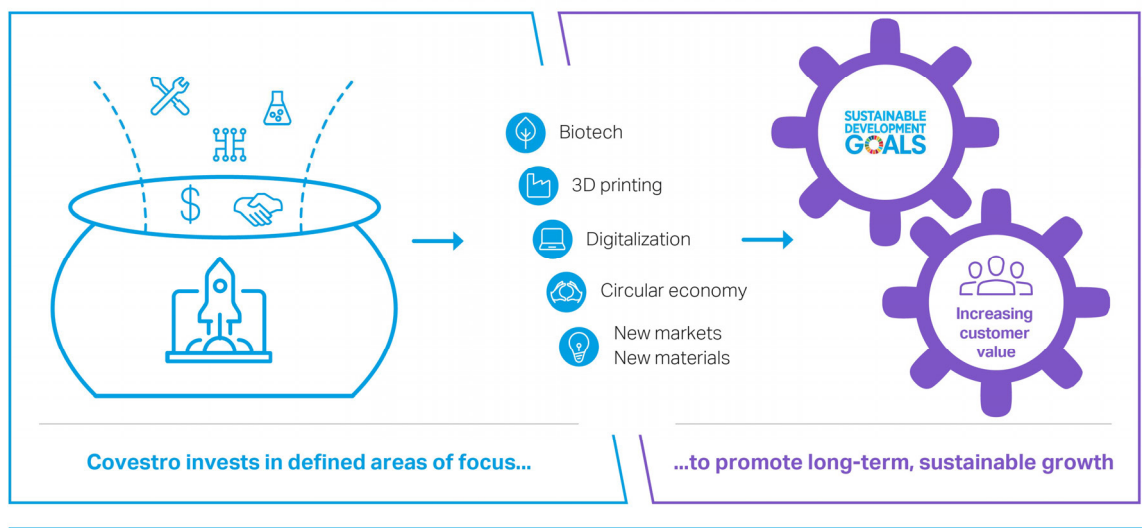 Biotech
3D printing
Digitalization
Circular economy
New markets
New materials
SUSTAINABLE
DEVELOPMENT
GOALS
Increasing
customer
value
Covestro invests in defined areas of focus...
...to promote long-term, sustainable growth